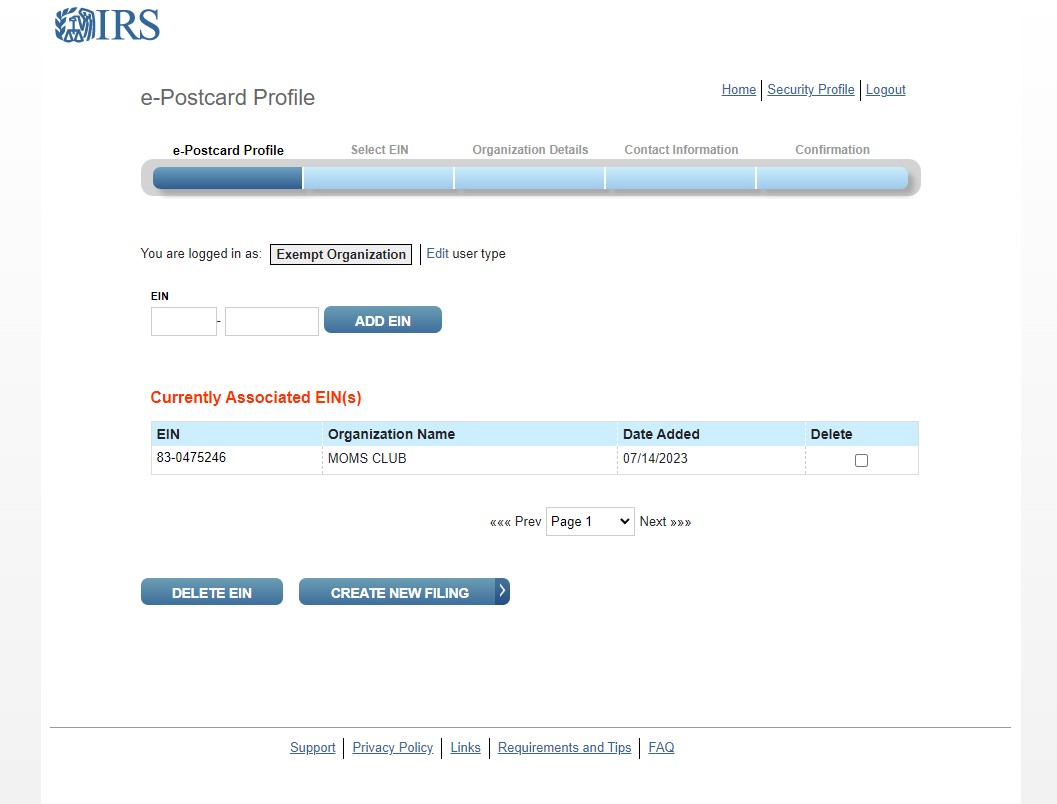 IRS
e-Postcard Profile
Home Security Profile Logout
e-Postcard Profile Select EIN Organization Details Contact Information Confirmation
You are logged in as: Exempt Organization Edit user type
EIN
- ADD EIN
Currently Associated EIN(s)
EIN Organization Name Date Added Delete
83-0475246 MOMS CLUB 07/14/2023
««« Prev Page 1 Next »»»
DELETE EIN CREATE NEW FILING
Support Privacy Policy Links Requirements and Tips FAQ